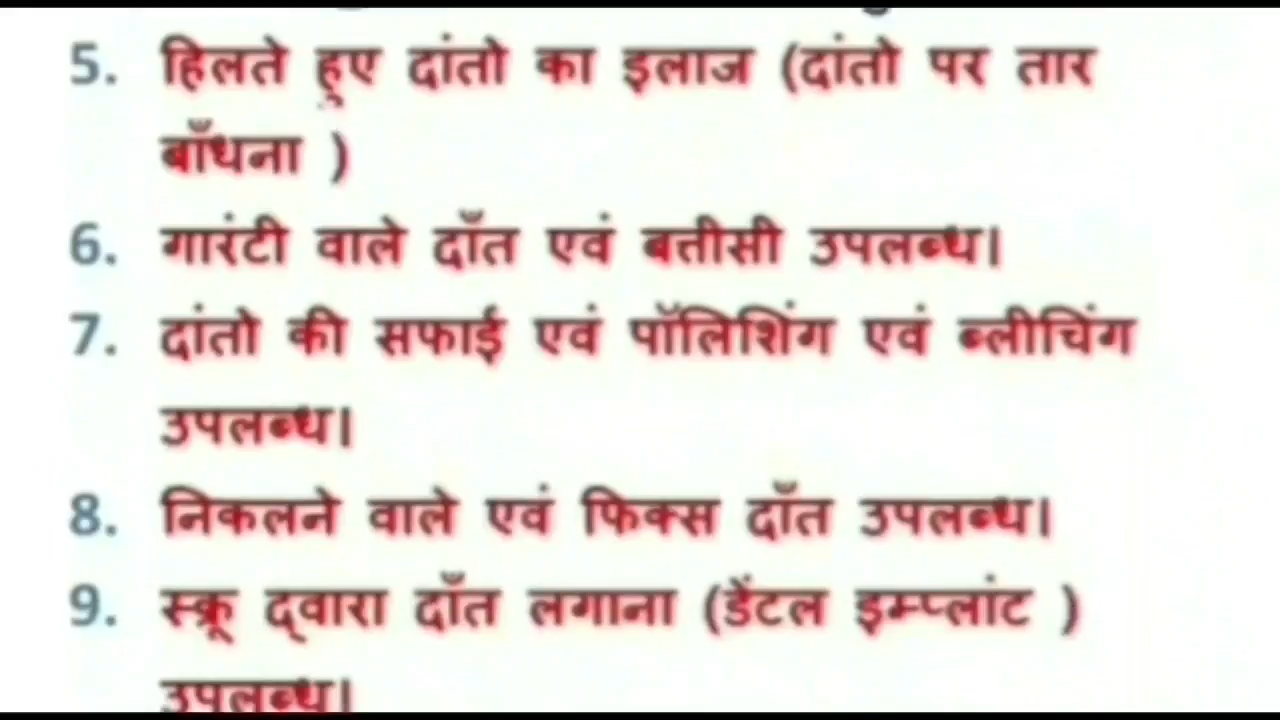 5. हिलते हुए दांतो का इलाज (दांतो पर तार
बाँधना )
6. गारंटी वाले दाँत एवं बत्तीसी उपलब्ध।
7. दांतो की सफाई एवं पॉलिशिंग एवं ब्लीचिंग
उपलब्ध।
8. निकलने वाले एवं फिक्स दाँत उपलब्ध।
9. स्क्रू द्वारा दाँत लगाना (डेंटल इम्प्लांट )
उपलब्ध।